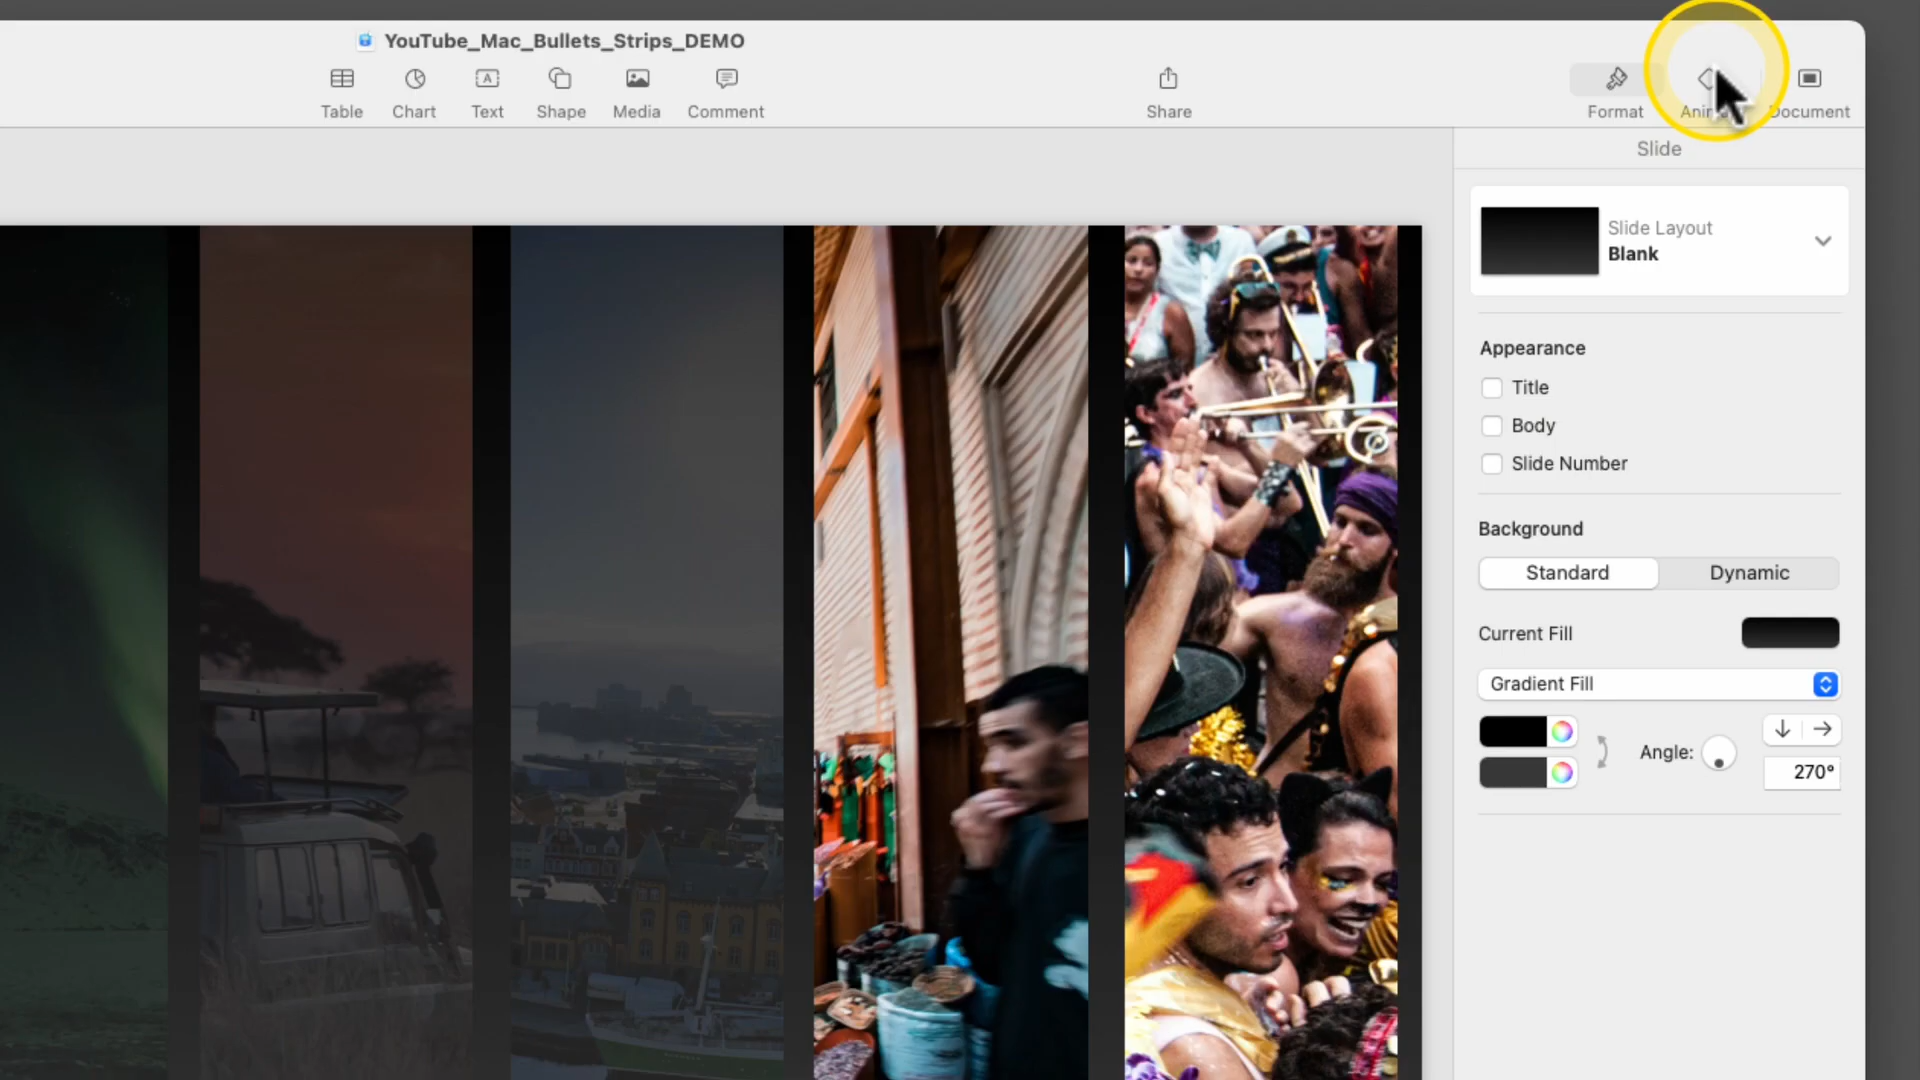 YouTube_Mac_Bullets_Strips_DEMO
Table Chart Text Shape Media Comment Share Format Document
Slide
Slide Layout
Blank
Appearance
Title
Body
Slide Number
Background
Standard Dynamic
Current Fill
Gradient Fill
Angle:
270°